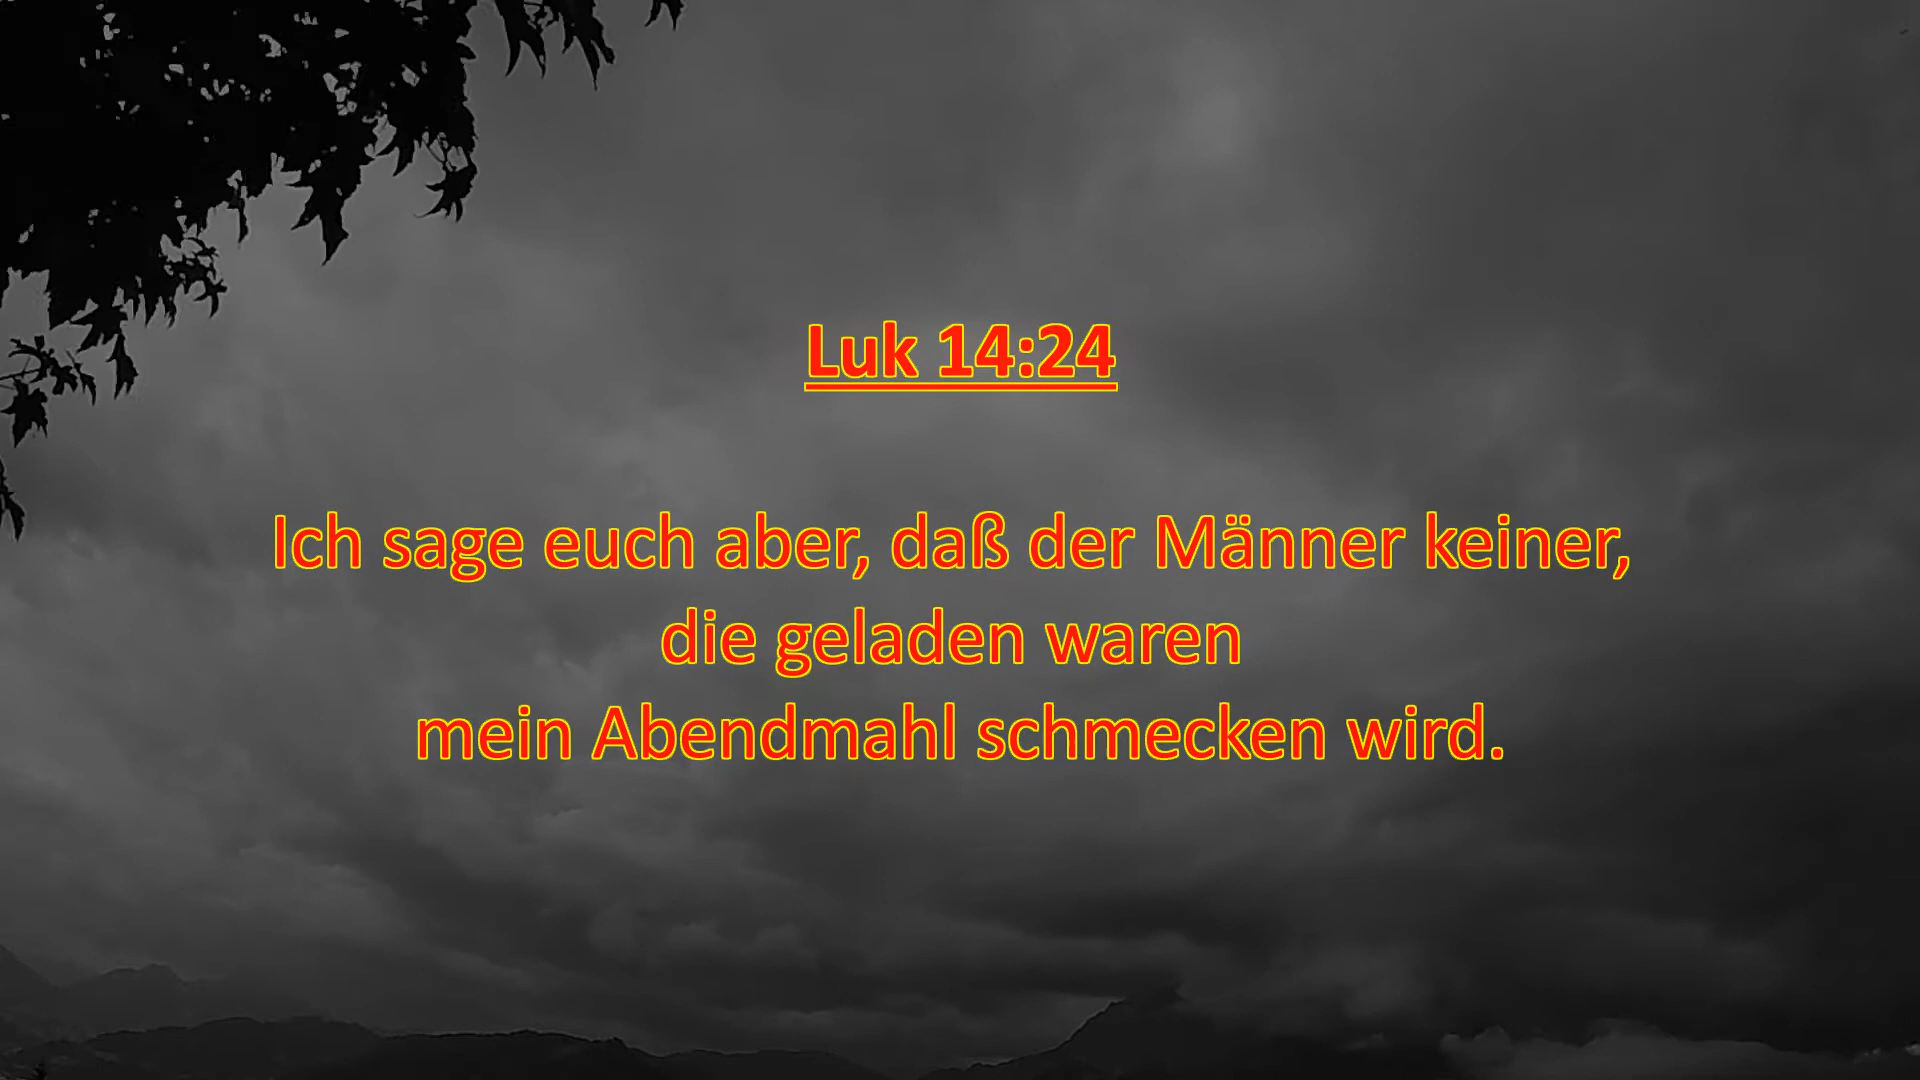 Luk 14:24
Ich sage euch aber, daß der Männer keiner,
die geladen waren
mein Abendmahl schmecken wird.